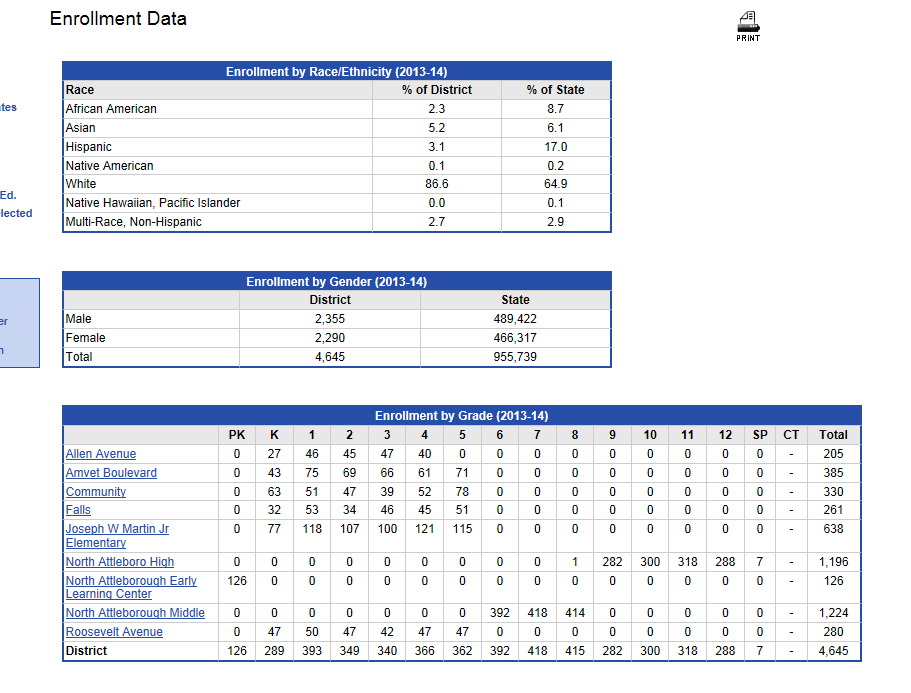 Enrollment Data
PRINT
tes
Ed.
lected
er
n
Enrollment by Race/Ethnicity (2013-14)
Race % of District % of State
African American 2.3 8.7
Asian 5.2 6.1
Hispanic 3.1 17.0
Native American 0.1 0.2
White 86.6 64.9
Native Hawaiian, Pacific Islander 0.0 0.1
Multi-Race, Non-Hispanic 2.7 2.9
Enrollment by Gender (2013-14)
District State
Male 2,355 489,422
Female 2,290 466,317
Total 4,645 955,739
Enrollment by Grade (2013-14)
PK K 1 2 3 4 5 6 7 8 9 10 11 12 SP CT Total
Allen Avenue 0 27 46 45 47 40 0 0 0 0 0 0 0 0 0 - 205
Amvet Boulevard 0 43 75 69 66 61 71 0 0 0 0 0 0 0 0 - 385
Community 0 63 51 47 39 52 78 0 0 0 0 0 0 0 0 - 330
Falls 0 32 53 34 46 45 51 0 0 0 0 0 0 0 0 - 261
Joseph W Martin Jr 0 77 118 107 100 121 115 0 0 0 0 0 0 0 0 - 638
Elementary
North Attleboro High 0 0 0 0 0 0 0 0 0 1 282 300 318 288 7 - 1,196
North Attleborough Early 126 0 0 0 0 0 0 0 0 0 0 0 0 0 0 - 126
Learning Center
North Attleborough Middle 0 0 0 0 0 0 0 392 418 414 0 0 0 0 0 - 1,224
Roosevelt Avenue 0 47 50 47 42 47 47 0 0 0 0 0 0 0 0 - 280
District 126 289 393 349 340 366 362 392 418 415 282 300 318 288 7 - 4,645